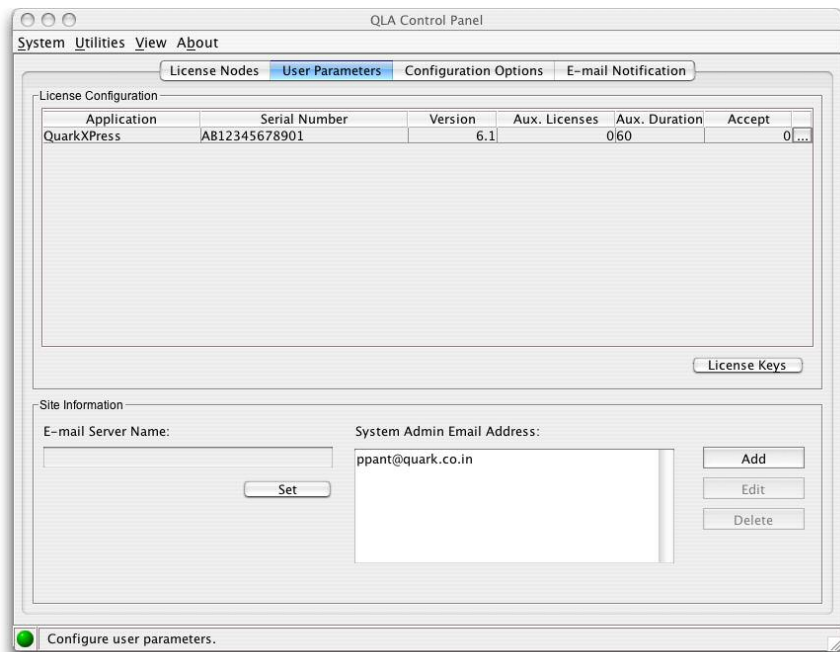 QLA Control Panel
System Utilities View About
License Nodes User Parameters Configuration Options E-mail Notification
License Configuration
Application Serial Number Version Aux. Licenses Aux. Duration Accept
QuarkXPress AB12345678901 6.1 0 60 0 ...
License Keys
Site Information
E-mail Server Name: System Admin Email Address:
ppant@quark.co.in Add
Set Edit
Delete
Configure user parameters.